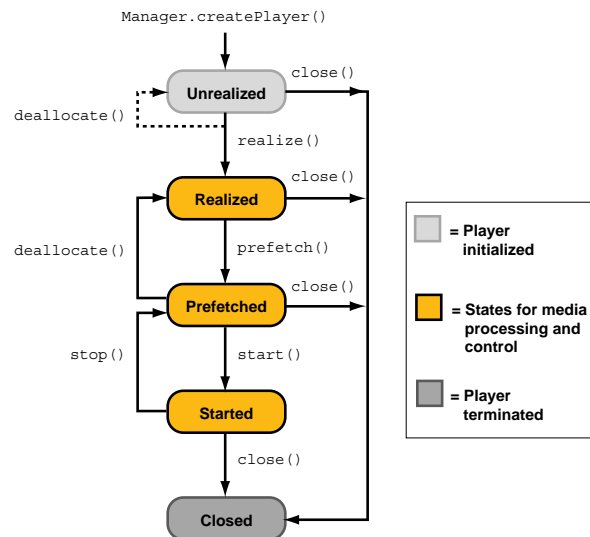 Manager.createPlayer()
close()
Unrealized
deallocate()
realize()
close()
Realized
deallocate()
prefetch()
close()
Prefetched
stop()
start()
Started
close()
Closed
= Player
initialized
= States for media
processing and
control
= Player
terminated